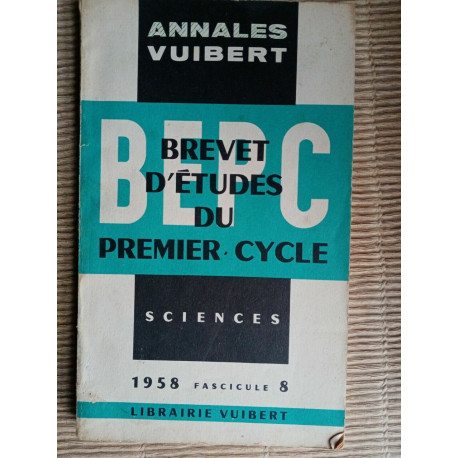 ANNALES
VUIBERT
BEPC
BREVET
D'ÉTUDES
DU
PREMIER CYCLE
SCIENCES
1958 FASCICULE 8
LIBRAIRIE VUIBERT